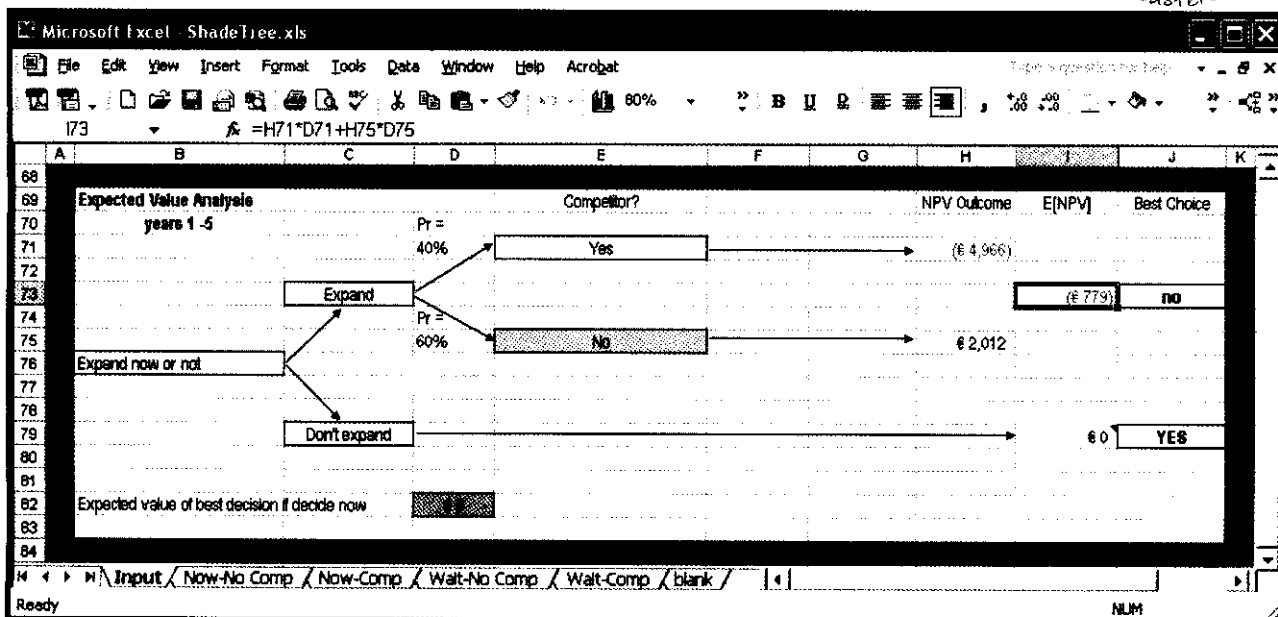 Microsoft Excel - ShadeTree.xls
File Edit View Insert Format Tools Data Window Help Acrobat Type a question for help
80% B U
I73 fx =H71*D71+H75*D75
A B C D E F G H I J K
68
69 Expected Value Analysis Competitor? NPV Outcome E[NPV] Best Choice
70 years 1 -5 Pr =
71 40% Yes (€ 4,966)
72
73 Expand (€ 779) no
74 Pr =
75 60% No € 2,012
76 Expand now or not
77
78
79 Don't expand € 0 YES
80
81
82 Expected value of best decision if decide now
83
84
Input Now-No Comp Now-Comp Wait-No Comp Wait-Comp blank
Ready NUM